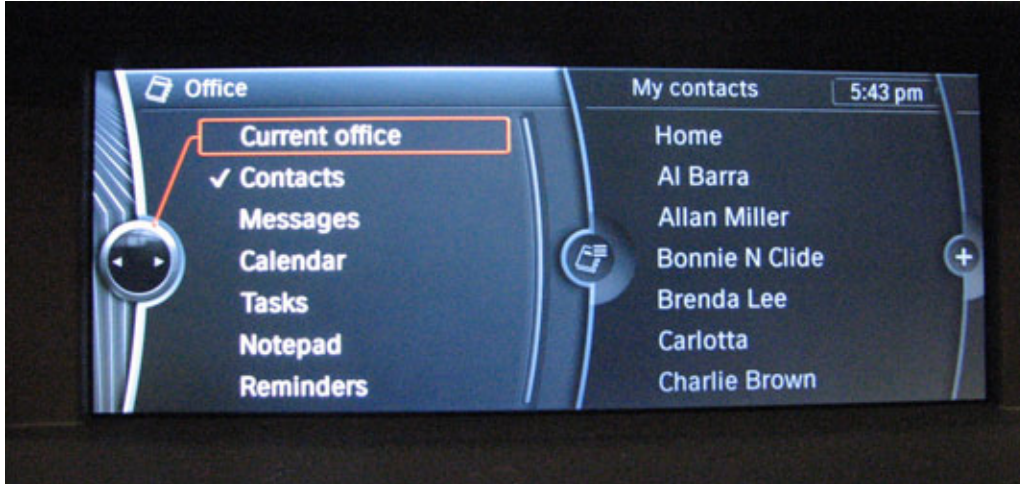 Office
Current office
Contacts
Messages
Calendar
Tasks
Notepad
Reminders
My contacts
5:43 pm
Home
Al Barra
Allan Miller
Bonnie N Clide
Brenda Lee
Carlotta
Charlie Brown